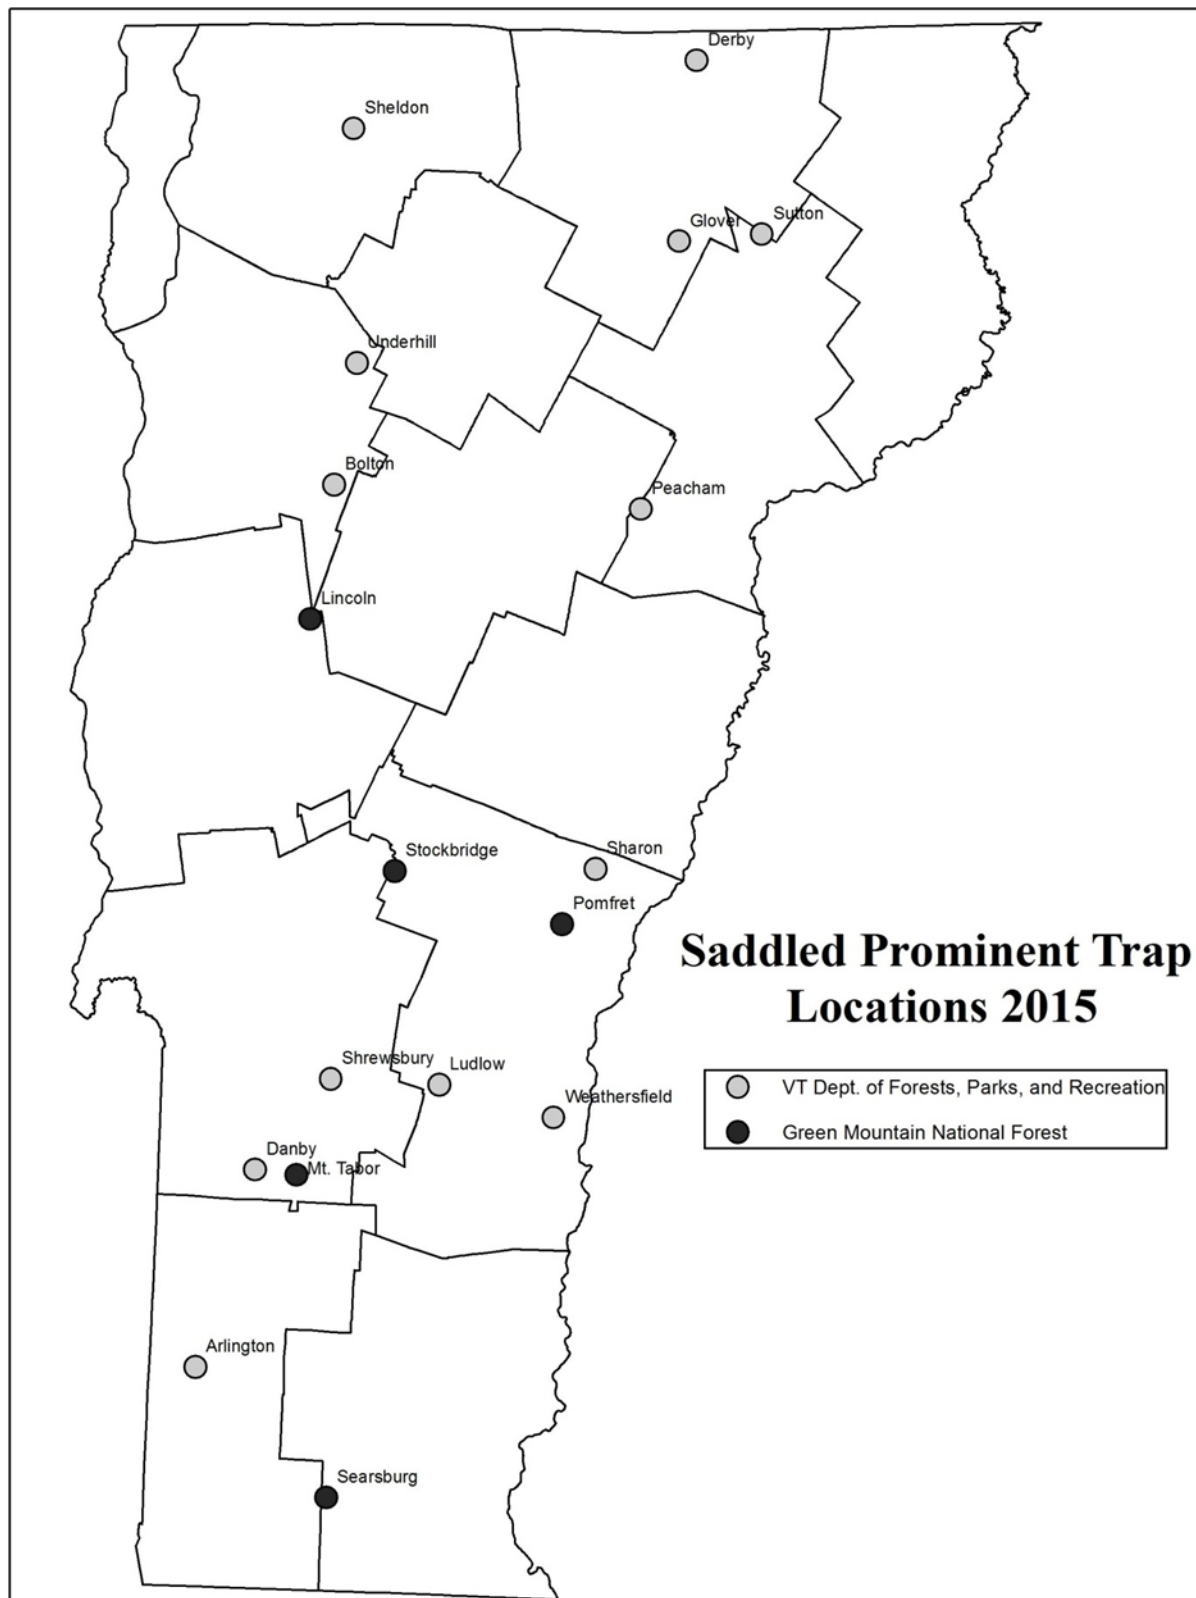 Derby
Sheldon
Glover
Sutton
Underhill
Bolton
Peacham
Lincoln
Stockbridge
Sharon
Pomfret
Saddled Prominent Trap
Locations 2015
Shrewsbury
Ludlow
Weathersfield
VT Dept. of Forests, Parks, and Recreation
Green Mountain National Forest
Danby
Mt. Tabor
Arlington
Searsburg